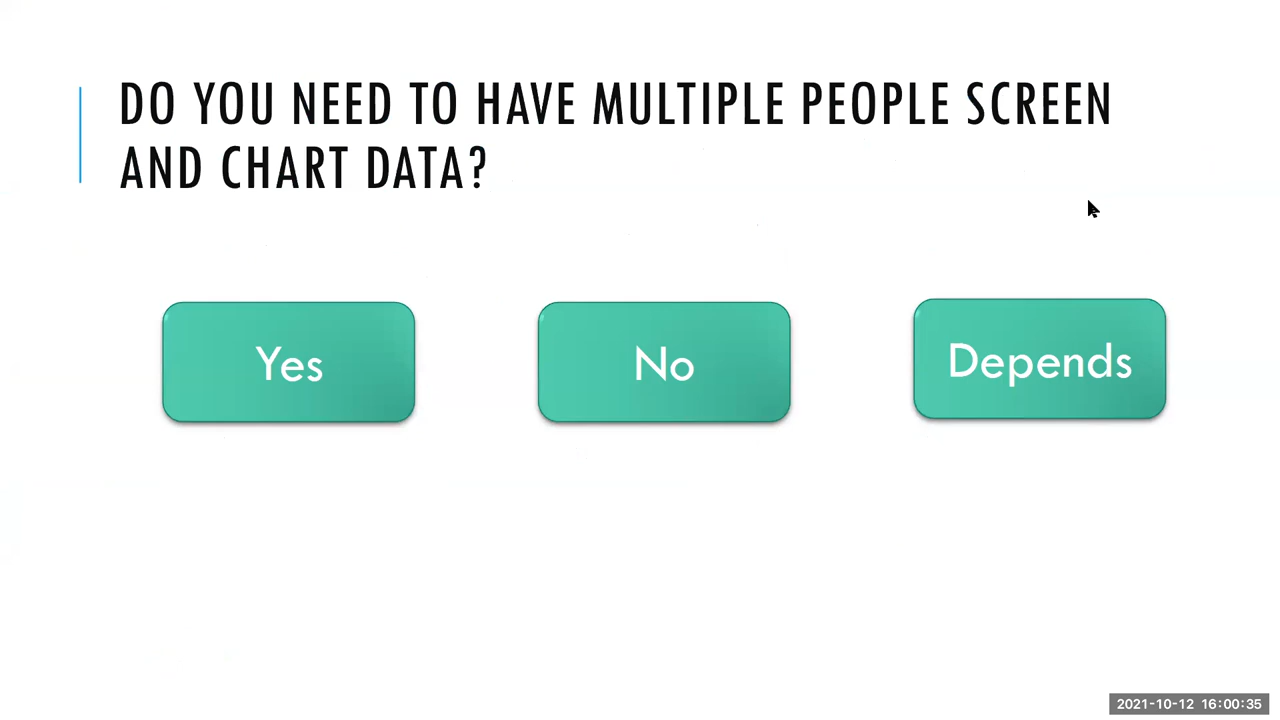 DO YOU NEED TO HAVE MULTIPLE PEOPLE SCREEN
AND CHART DATA?
Yes
No
Depends
2021-10-12 16:00:35